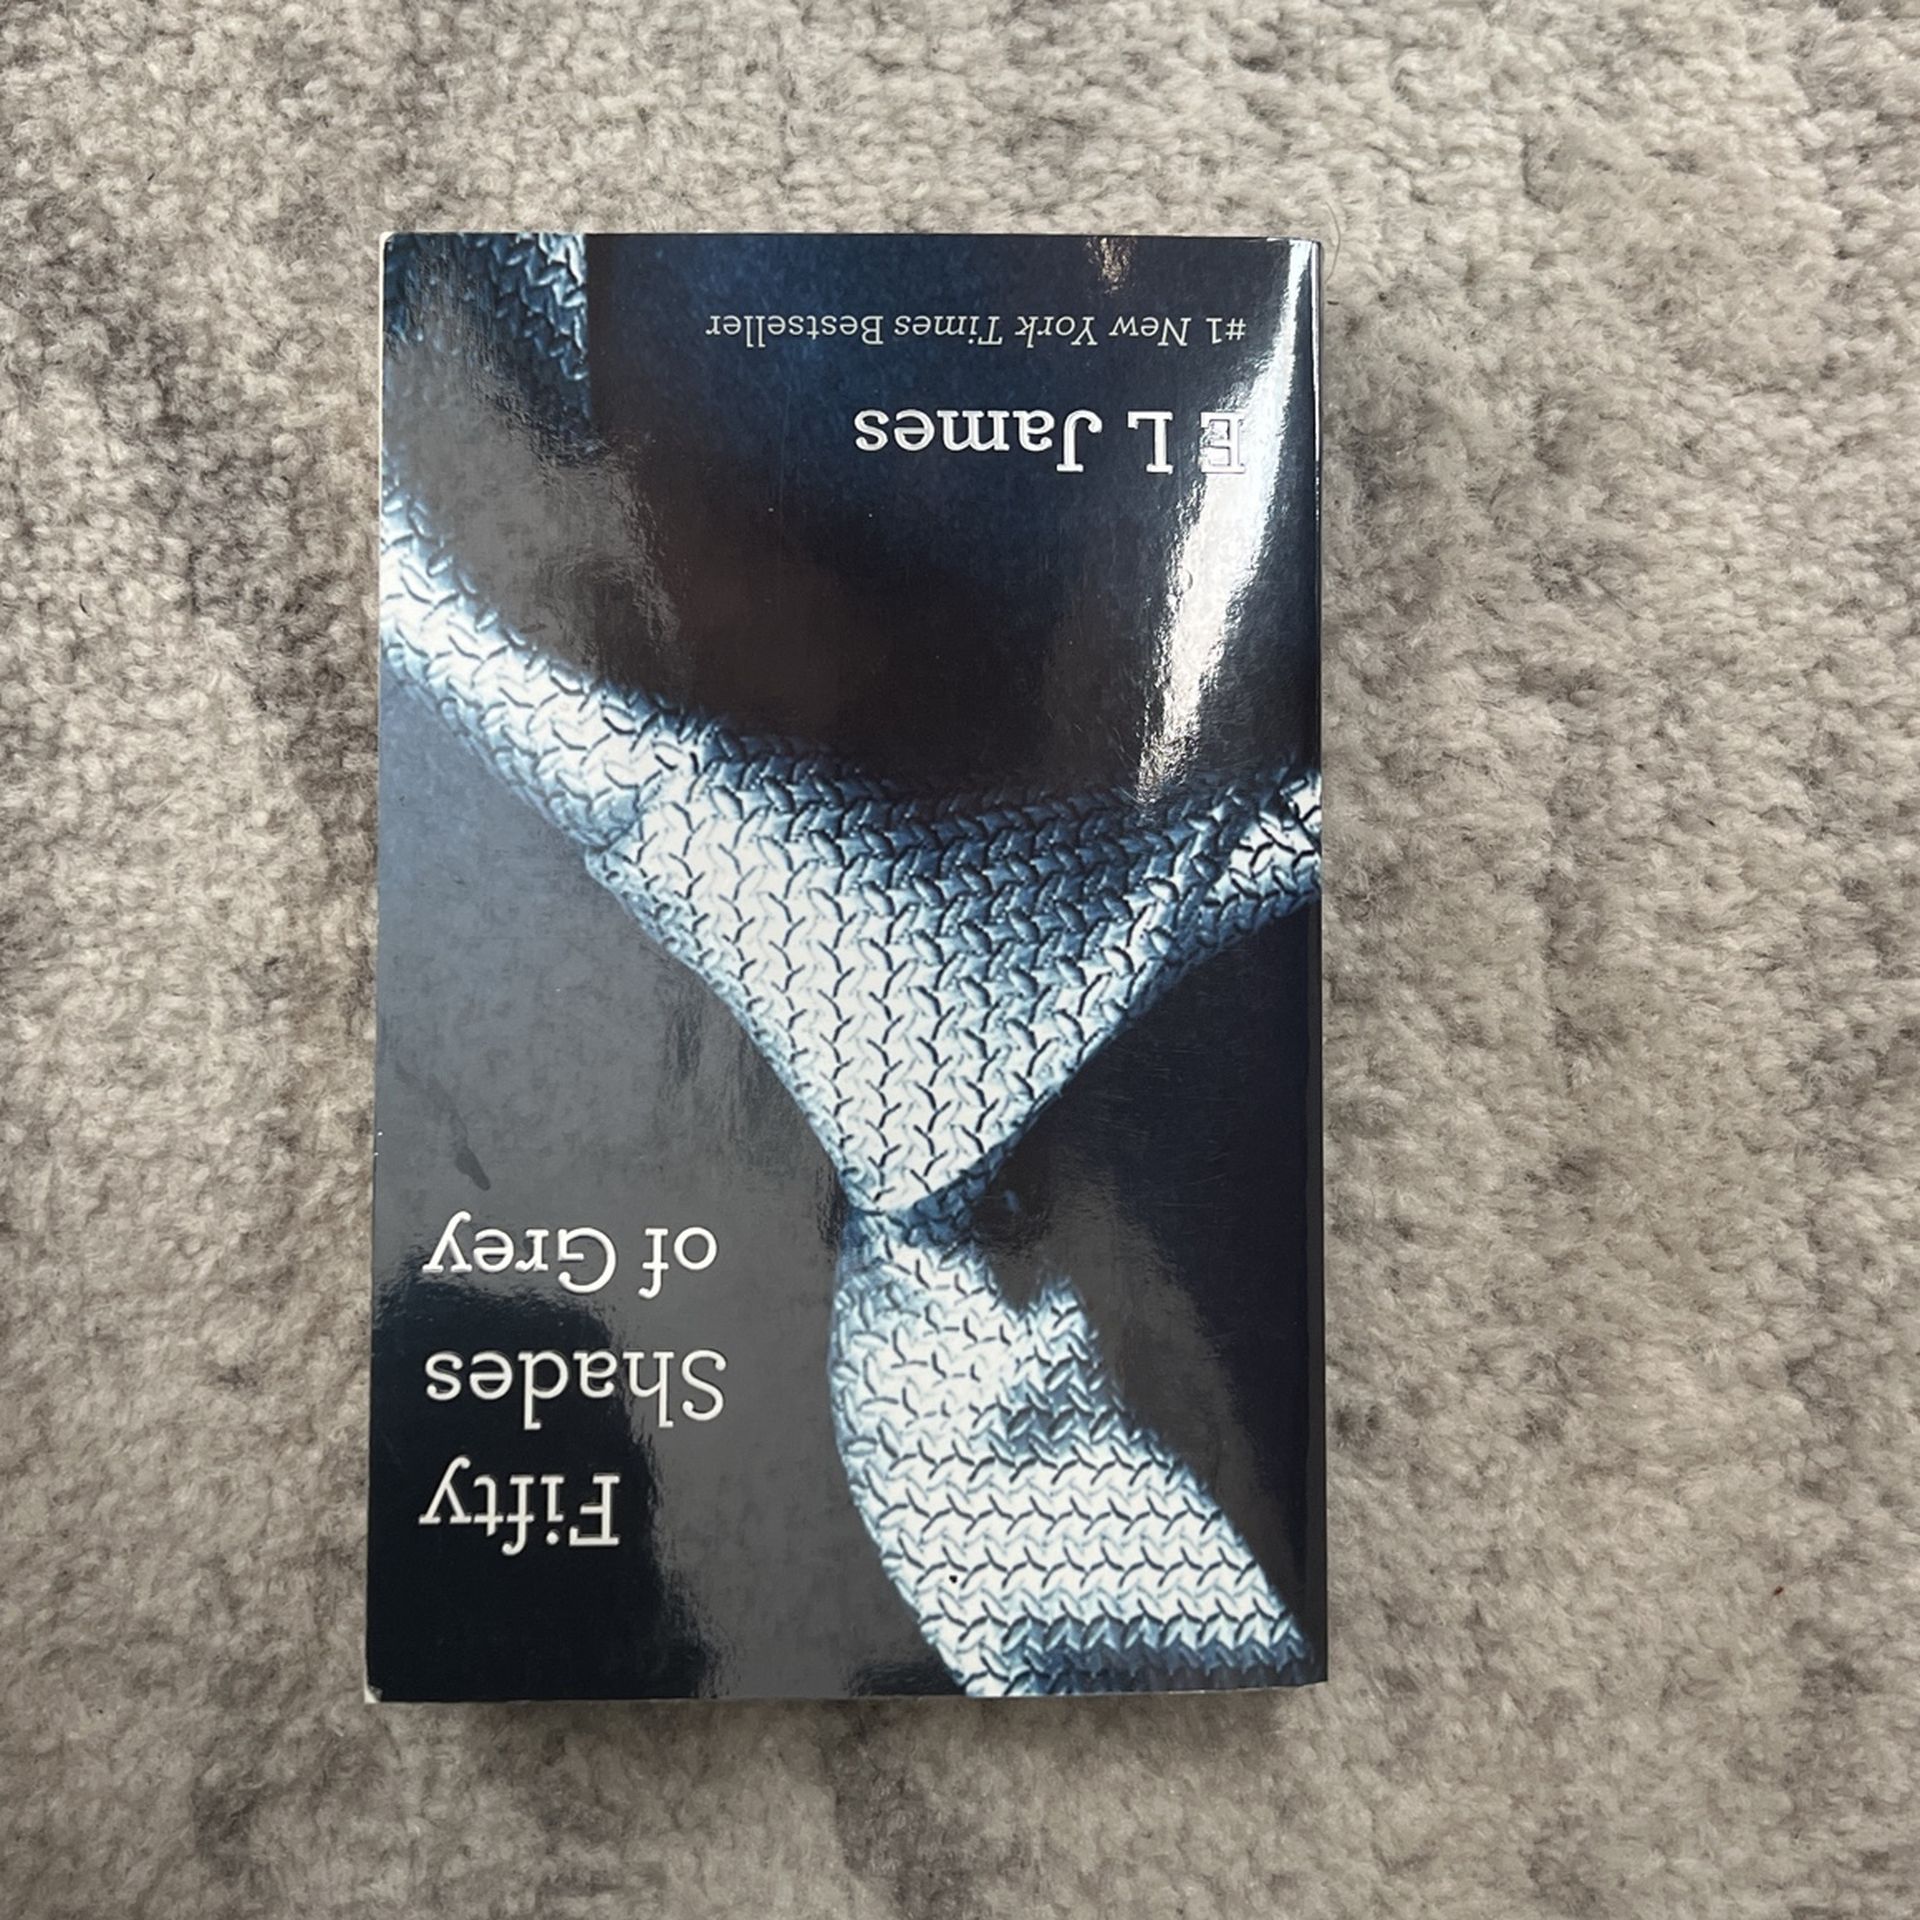 Fifty
Shades
of Grey
E L James
#1 New York Times Bestseller